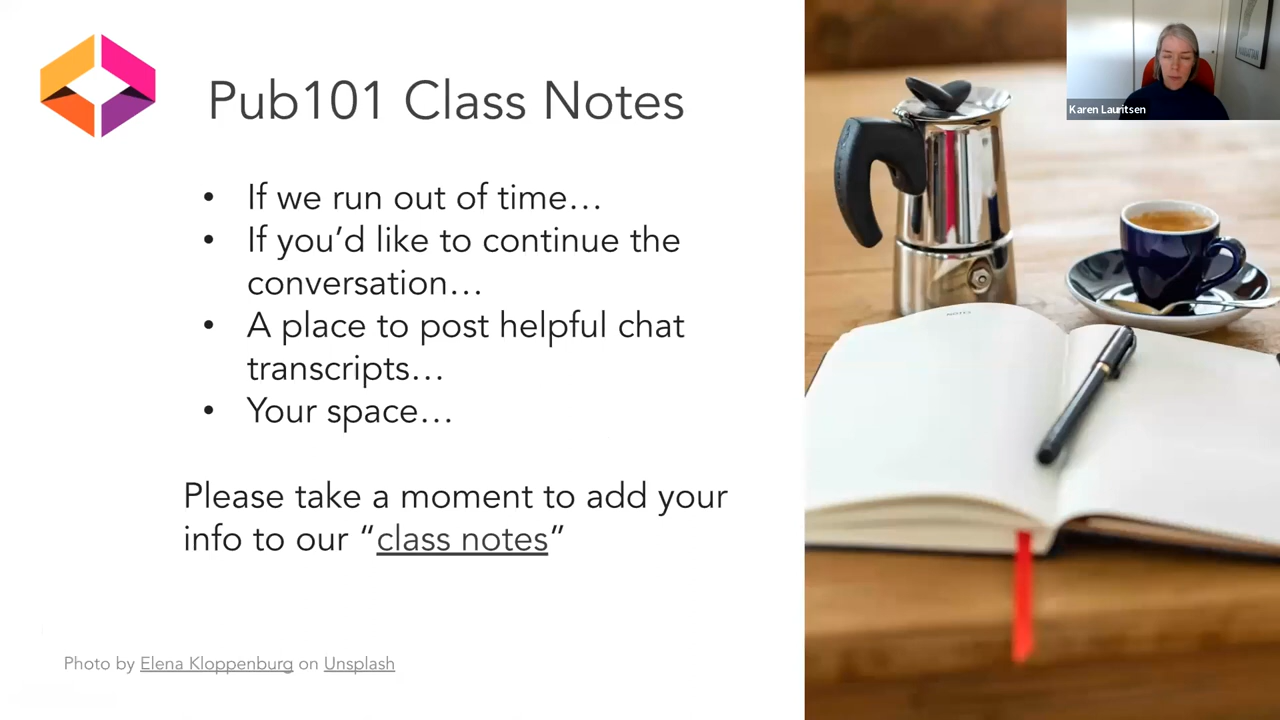 Pub101 Class Notes
• If we run out of time…
• If you’d like to continue the
conversation…
• A place to post helpful chat
transcripts…
• Your space…
Please take a moment to add your
info to our “class notes”
Photo by Elena Kloppenburg on Unsplash
Karen Lauritsen
MANHATTAN
NOTES